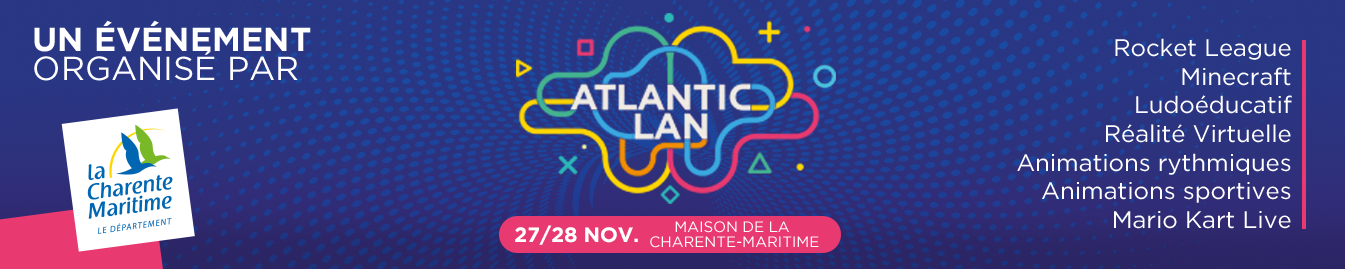 UN ÉVÉNEMENT
ORGANISÉ PAR
la
Charente
Maritime
LE DÉPARTEMENT
ATLANTIC
LAN
27/28 NOV.
MAISON DE LA
CHARENTE-MARITIME
Rocket League
Minecraft
Ludoéducatif
Réalité Virtuelle
Animations rythmiques
Animations sportives
Mario Kart Live